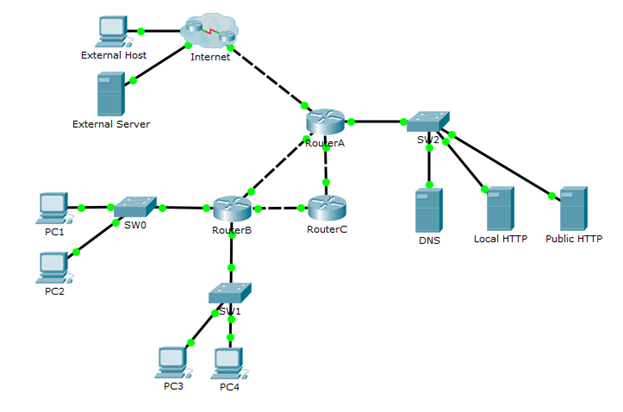 External Host
Internet
External Server
RouterA
SW2
PC1
SW0
RouterB
RouterC
DNS
Local HTTP
Public HTTP
PC2
SW1
PC3
PC4